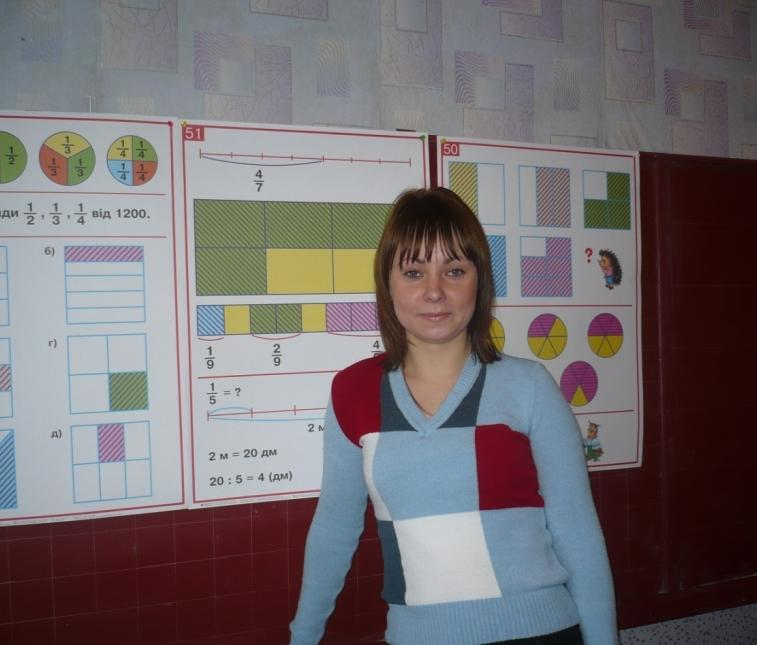 1/2
1/3
1/3 1/3
1/4 1/4
1/4 1/4
1/2 , 1/3 , 1/4 від 1200.
б)
г)
д)
51
4/7
1/9
2/9
4
1/5 = ?
2 м = 20 дм
20 : 5 = 4 (дм)
50
?